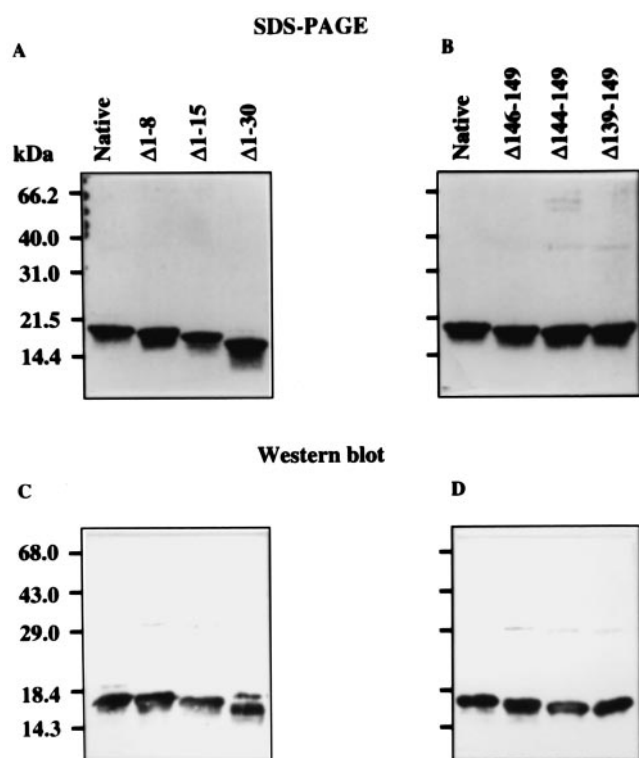 SDS-PAGE
A
B
Native
Δ1-8
Δ1-15
Δ1-30
Native
Δ146-149
Δ144-149
Δ139-149
kDa
66.2
40.0
31.0
21.5
14.4
Western blot
C
D
68.0
43.0
29.0
18.4
14.3